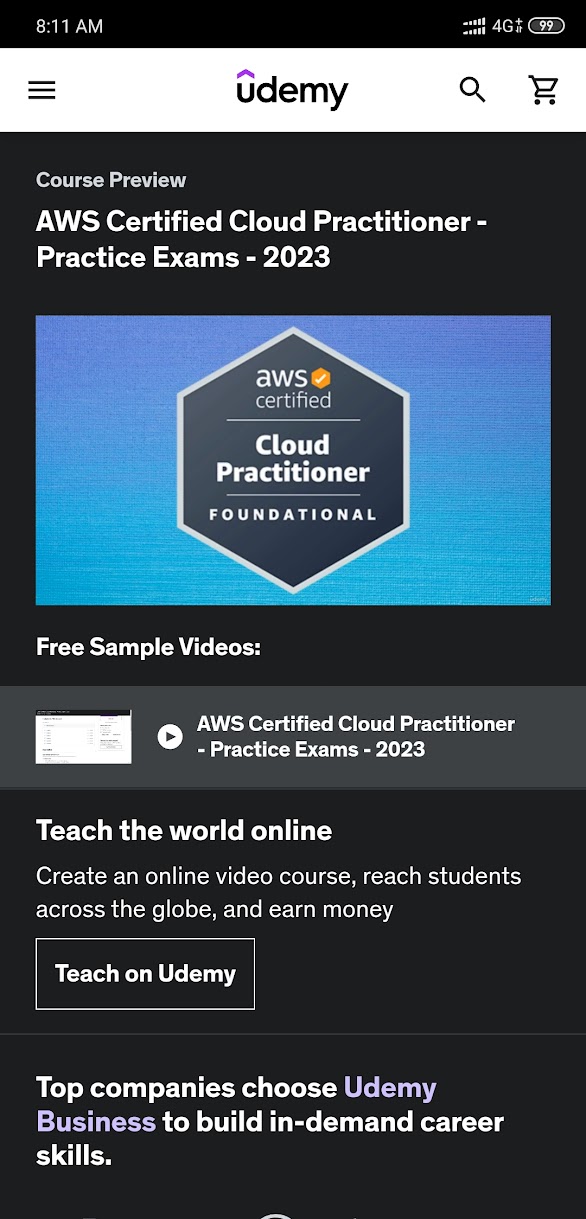 8:11 AM
4G+
99
ûdemy
Course Preview
AWS Certified Cloud Practitioner -
Practice Exams - 2023
aws
certified
Cloud
Practitioner
FOUNDATIONAL
udemy
Free Sample Videos:
AWS Certified Cloud Practitioner
- Practice Exams - 2023
Teach the world online
Create an online video course, reach students
across the globe, and earn money
Teach on Udemy
Top companies choose Udemy
Business to build in-demand career
skills.